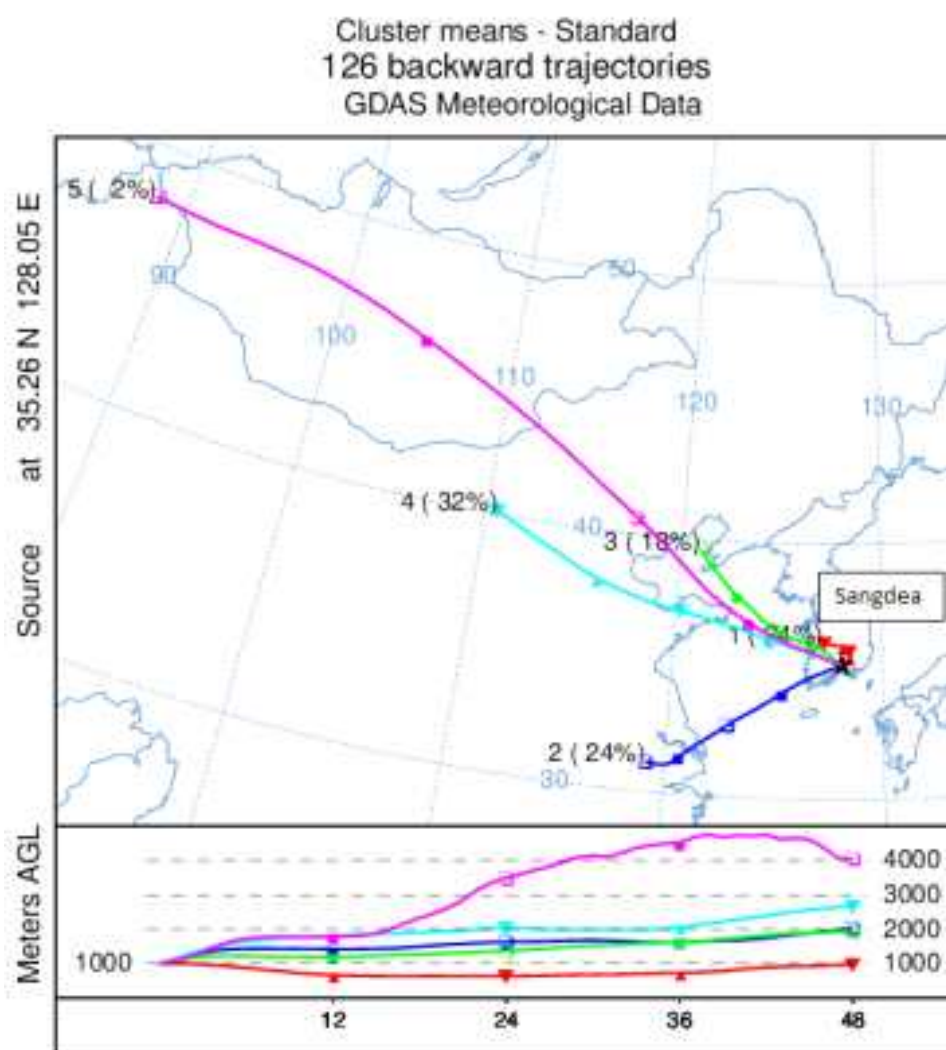 Cluster means - Standard
126 backward trajectories
GDAS Meteorological Data
Source at 35.26 N 128.05 E
5 ( 2%)
90
50
100
110
120
130
4 ( 32%)
40
3 ( 18%)
Sangdea
1 (
2 ( 24%)
30
Meters AGL
4000
3000
2000
1000
1000
12
24
36
48